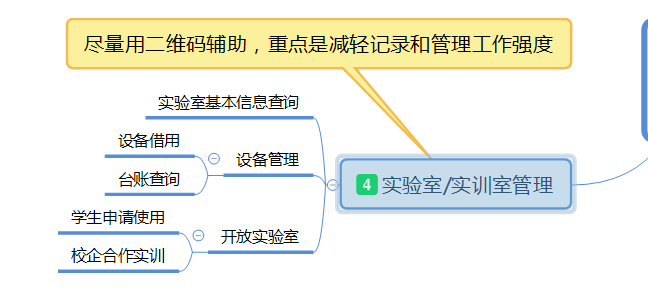 尽量用二维码辅助，重点是减轻记录和管理工作强度
实验室基本信息查询
设备借用
设备管理
台账查询
4 实验室/实训室管理
学生申请使用
开放实验室
校企合作实训